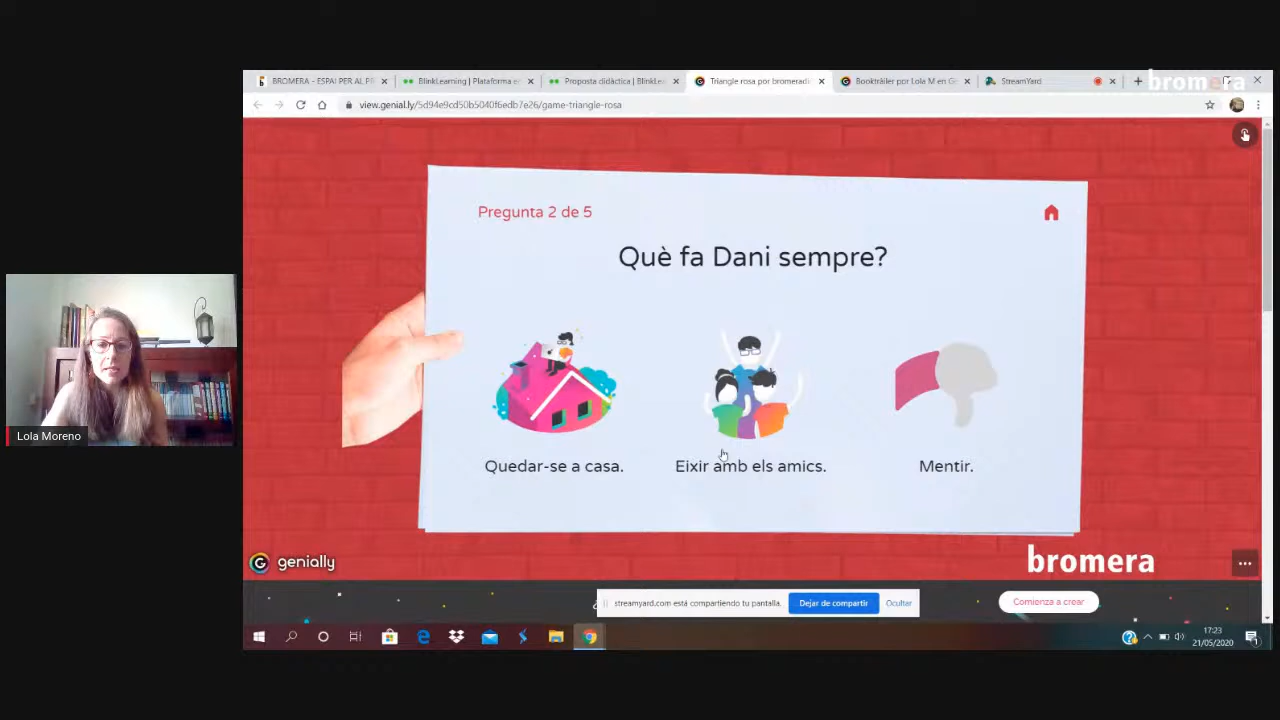 BROMERA - ESPAI PER AL PR
BlinkLearning | Plataforma e
Proposta didàctica | BlinkLe
Triangle rosa por bromeradi
Booktràiler por Lola M en Ge
StreamYard
bromera
view.genial.ly/5d94e9cd50b5040f6edb7e26/game-triangle-rosa
Pregunta 2 de 5
Què fa Dani sempre?
Quedar-se a casa.
Eixir amb els amics.
Mentir.
Lola Moreno
genially
bromera
streamyard.com está compartiendo tu pantalla.
Dejar de compartir
Ocultar
Comienza a crear
17:23
21/05/2020